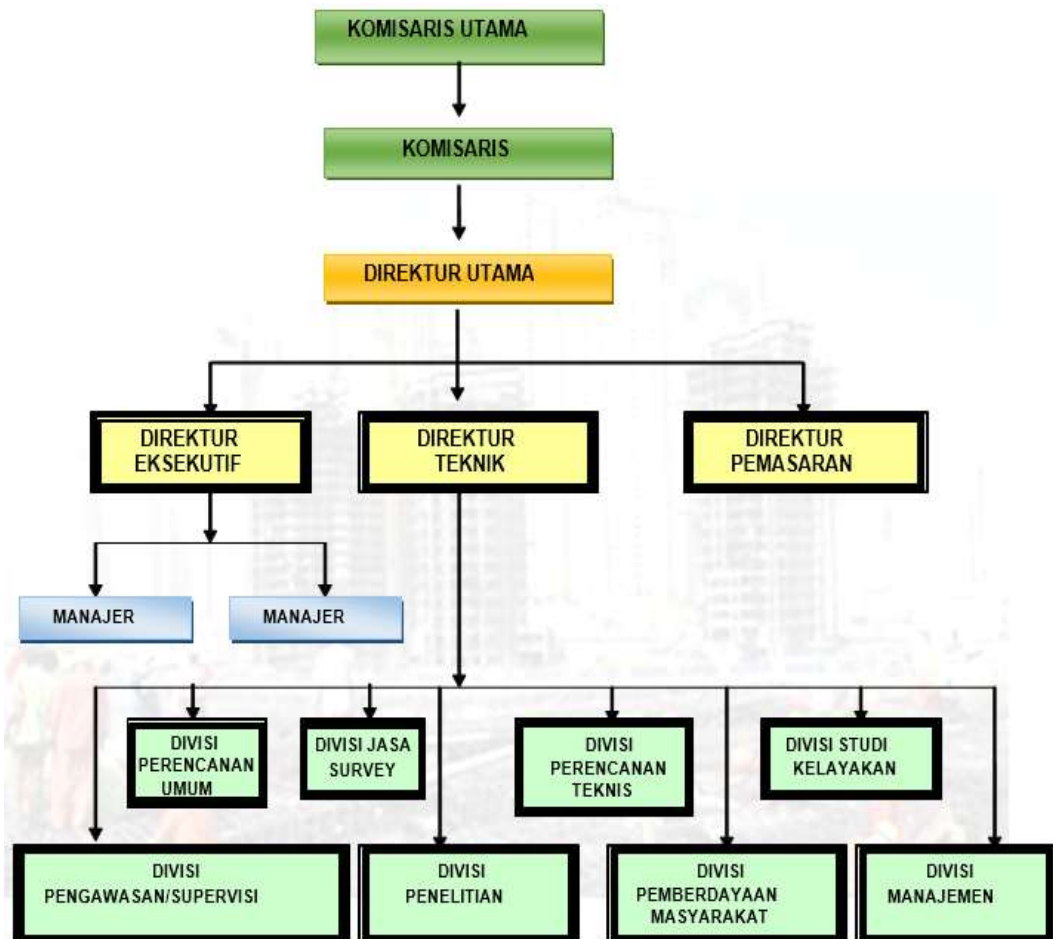 KOMISARIS UTAMA
KOMISARIS
DIREKTUR UTAMA
DIREKTUR
EKSEKUTIF
DIREKTUR
TEKNIK
DIREKTUR
PEMASARAN
MANAJER
MANAJER
DIVISI
PERENCANAN
UMUM
DIVISI JASA
SURVEY
DIVISI
PERENCANAN
TEKNIS
DIVISI STUDI
KELAYAKAN
DIVISI
PENGAWASAN/SUPERVISI
DIVISI
PENELITIAN
DIVISI
PEMBERDAYAAN
MASYARAKAT
DIVISI
MANAJEMEN